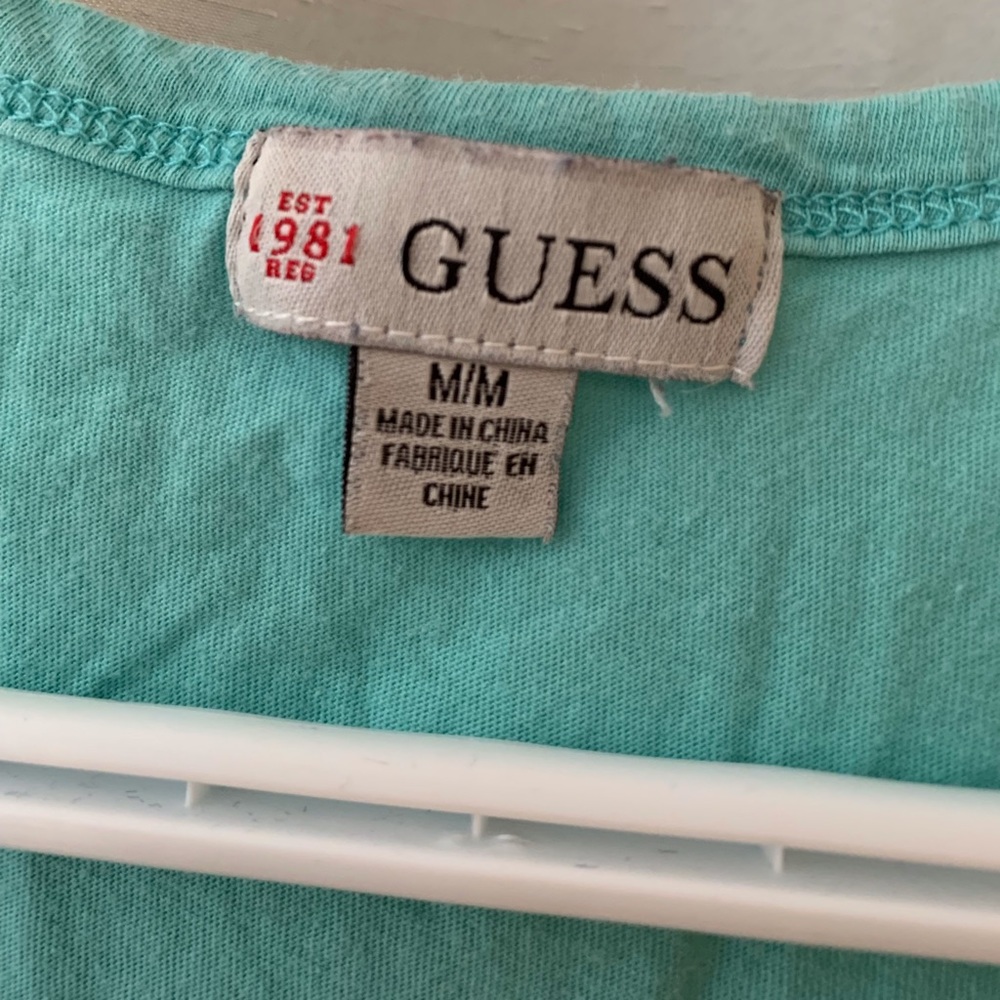 EST
1981
REG
GUESS
M/M
MADE IN CHINA
FABRIQUE EN
CHINE